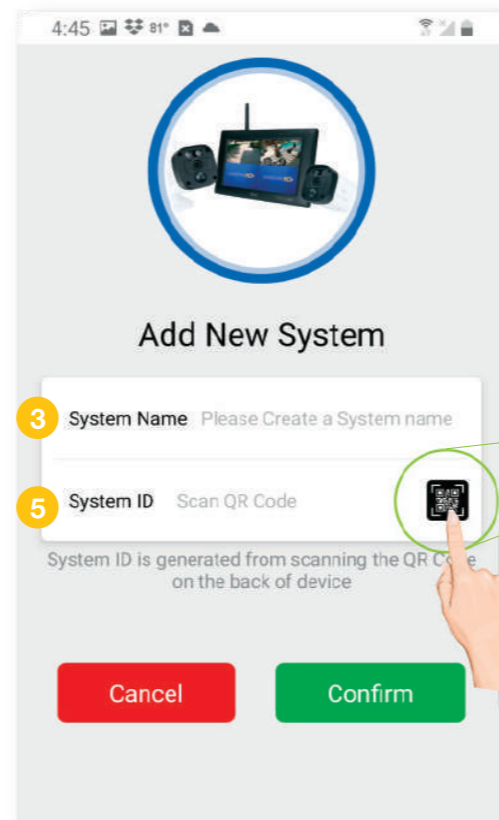 4:45 81°
Add New System
3 System Name Please Create a System name
5 System ID Scan QR Code
System ID is generated from scanning the QR Code
on the back of device
Cancel Confirm